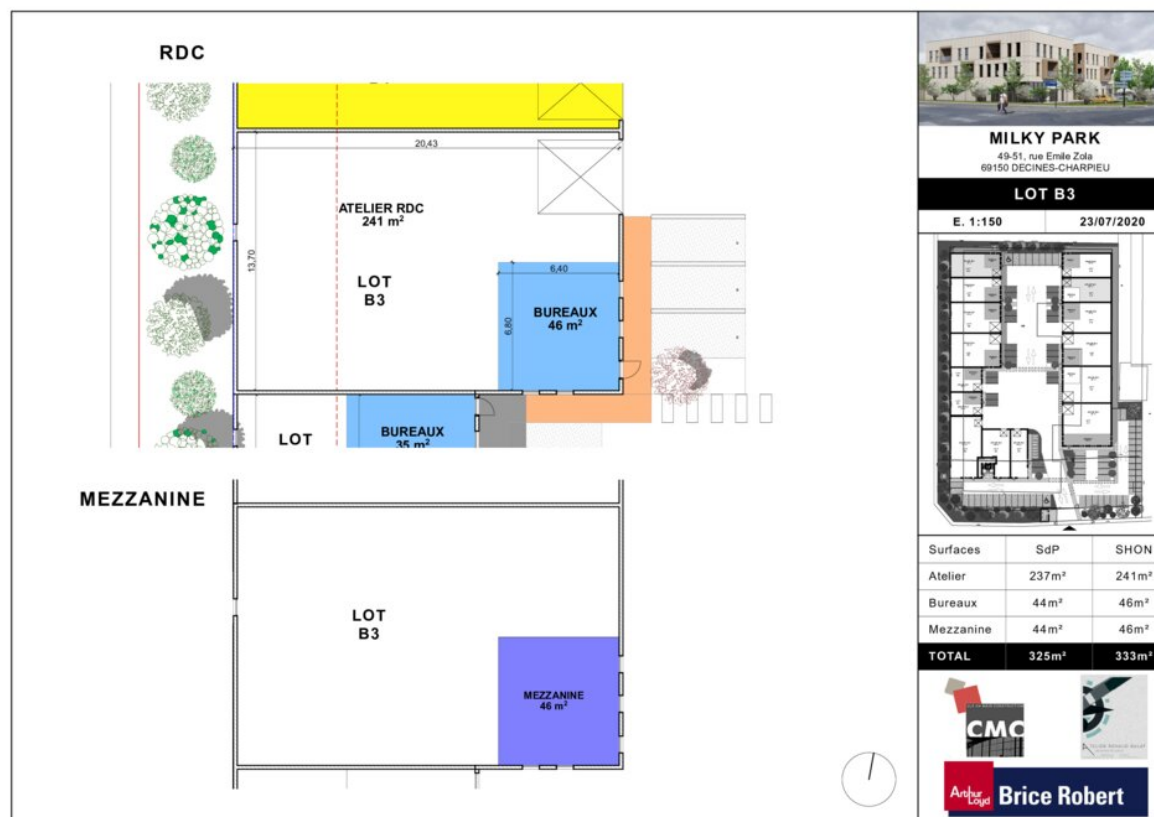 RDC
20,43
ATELIER RDC
241 m²
13,70
LOT
B3
6,40
6,80
BUREAUX
46 m²
LOT
BUREAUX
35 m²
MEZZANINE
LOT
B3
MEZZANINE
46 m²
MILKY PARK
49-51, rue Emile Zola
69150 DECINES-CHARPIEU
LOT B3
E. 1:150 23/07/2020
Surfaces SdP SHON
Atelier 237m² 241m²
Bureaux 44m² 46m²
Mezzanine 44m² 46m²
TOTAL 325m² 333m²
CMC
Arthur
Loyd
Brice Robert